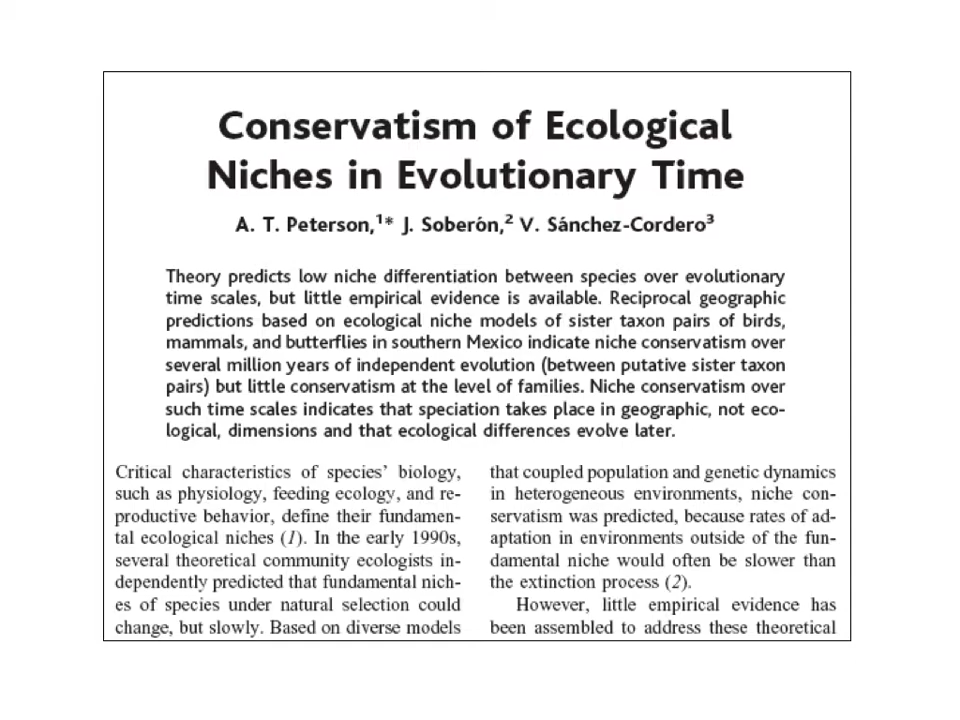 Conservatism of Ecological
Niches in Evolutionary Time
A. T. Peterson,¹* J. Soberón,² V. Sánchez-Cordero³
Theory predicts low niche differentiation between species over evolutionary
time scales, but little empirical evidence is available. Reciprocal geographic
predictions based on ecological niche models of sister taxon pairs of birds,
mammals, and butterflies in southern Mexico indicate niche conservatism over
several million years of independent evolution (between putative sister taxon
pairs) but little conservatism at the level of families. Niche conservatism over
such time scales indicates that speciation takes place in geographic, not eco-
logical, dimensions and that ecological differences evolve later.
Critical characteristics of species' biology,
such as physiology, feeding ecology, and re-
productive behavior, define their fundamen-
tal ecological niches (1). In the early 1990s,
several theoretical community ecologists in-
dependently predicted that fundamental nich-
es of species under natural selection could
change, but slowly. Based on diverse models
that coupled population and genetic dynamics
in heterogeneous environments, niche con-
servatism was predicted, because rates of ad-
aptation in environments outside of the fun-
damental niche would often be slower than
the extinction process (2).
However, little empirical evidence has
been assembled to address these theoretical